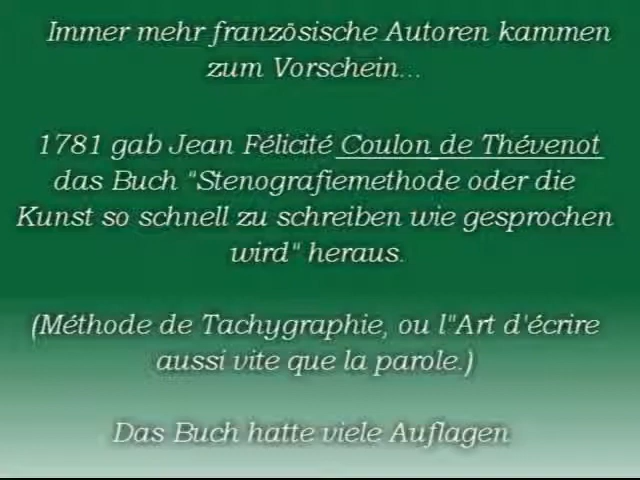 Immer mehr französische Autoren kammen
zum Vorschein...
1781 gab Jean Félicité Coulon de Thévenot
das Buch "Stenografiemethode oder die
Kunst so schnell zu schreiben wie gesprochen
wird" heraus.
(Méthode de Tachygraphie, ou l"Art d'écrire
aussi vite que la parole.)
Das Buch hatte viele Auflagen